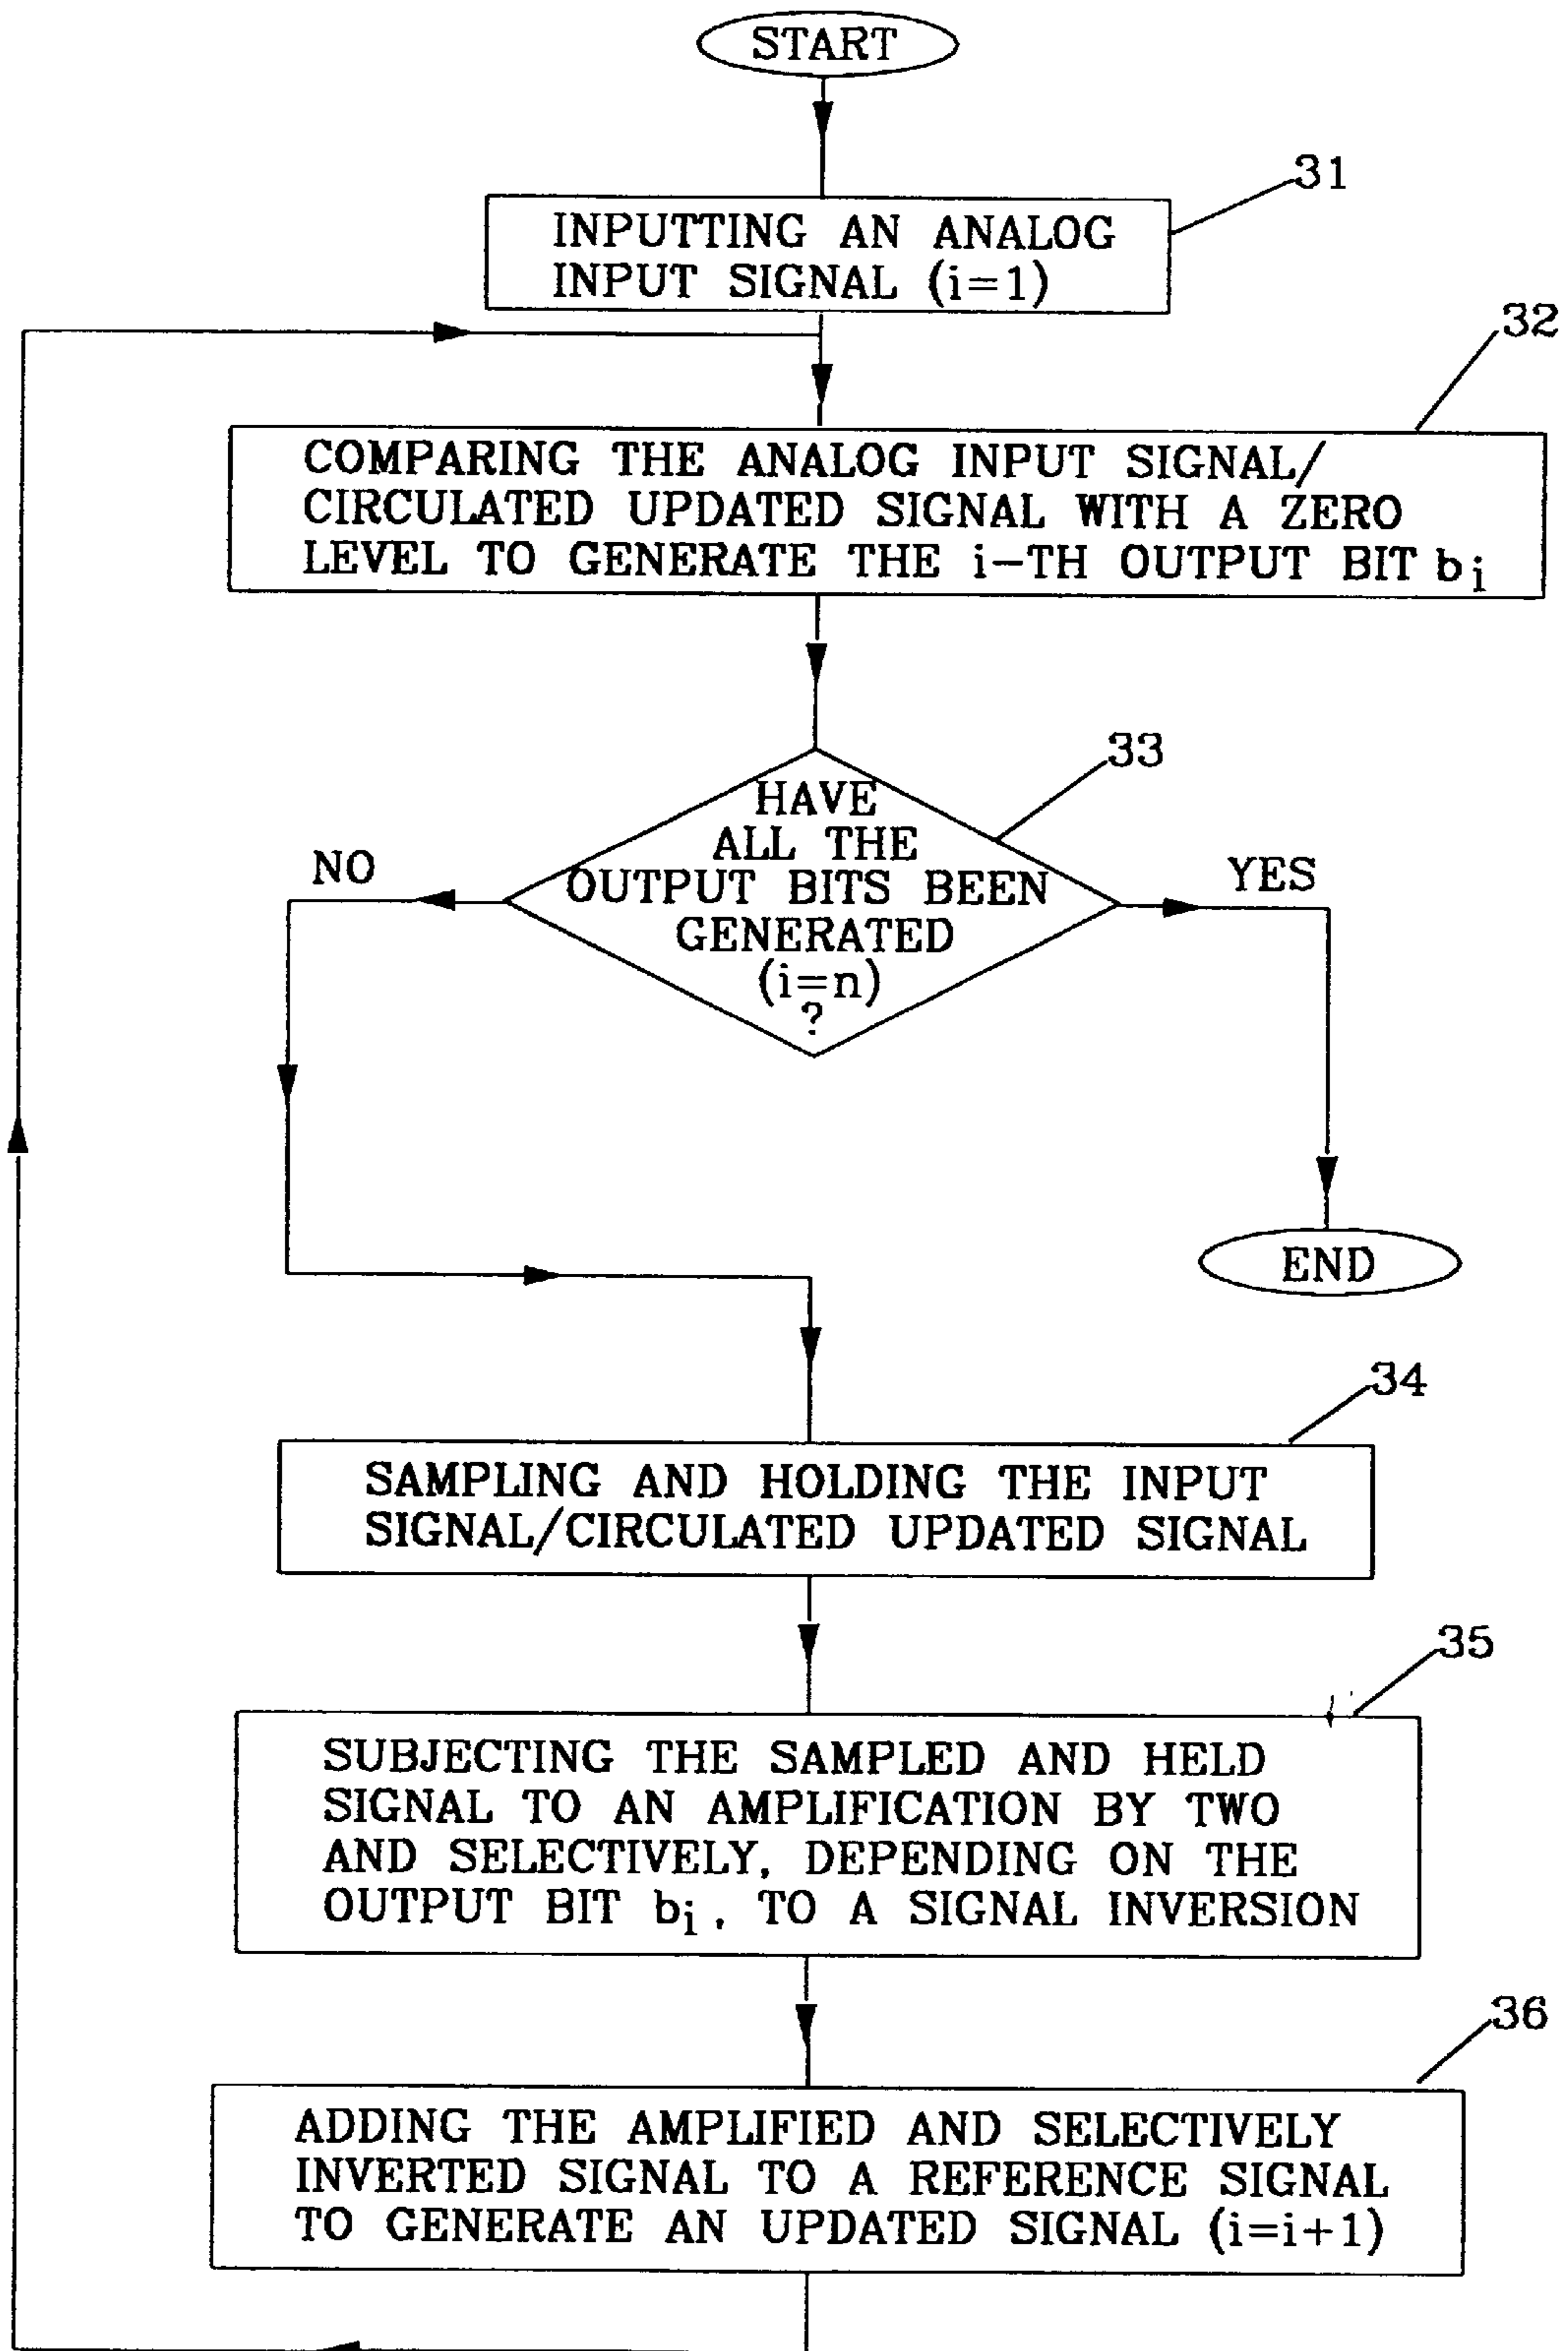 START
31
INPUTTING AN ANALOG
INPUT SIGNAL (i=1)
32
COMPARING THE ANALOG INPUT SIGNAL/
CIRCULATED UPDATED SIGNAL WITH A ZERO
LEVEL TO GENERATE THE i-TH OUTPUT BIT bi
33
HAVE
ALL THE
OUTPUT BITS BEEN
GENERATED
(i=n)
?
NO
YES
END
34
SAMPLING AND HOLDING THE INPUT
SIGNAL/CIRCULATED UPDATED SIGNAL
35
SUBJECTING THE SAMPLED AND HELD
SIGNAL TO AN AMPLIFICATION BY TWO
AND SELECTIVELY, DEPENDING ON THE
OUTPUT BIT bi, TO A SIGNAL INVERSION
36
ADDING THE AMPLIFIED AND SELECTIVELY
INVERTED SIGNAL TO A REFERENCE SIGNAL
TO GENERATE AN UPDATED SIGNAL (i=i+1)